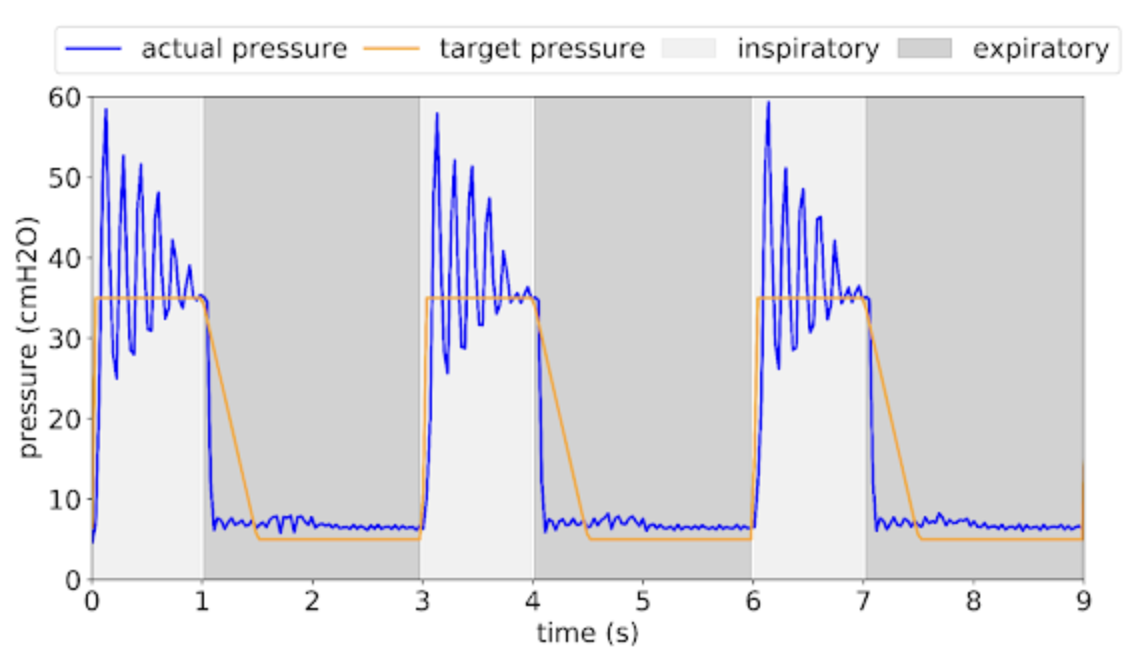 actual pressure target pressure inspiratory expiratory
60
50
40
30
20
10
0
pressure (cmH2O)
0 1 2 3 4 5 6 7 8 9
time (s)